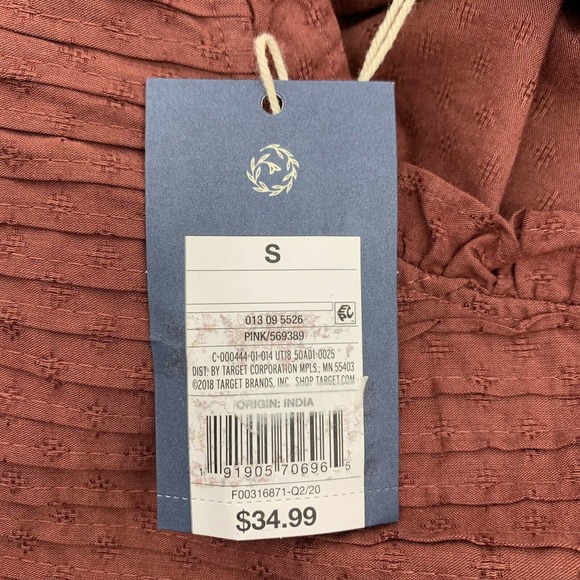 S
013 09 5526
PINK/569389
C-000444-01-014 UT18 5DA01-0025
DIST. BY TARGET CORPORATION MPLS., MN 55403
©2018 TARGET BRANDS, INC. SHOP TARGET.COM
ORIGIN: INDIA
1 91905 70696 5
F00316871-Q2/20
$34.99